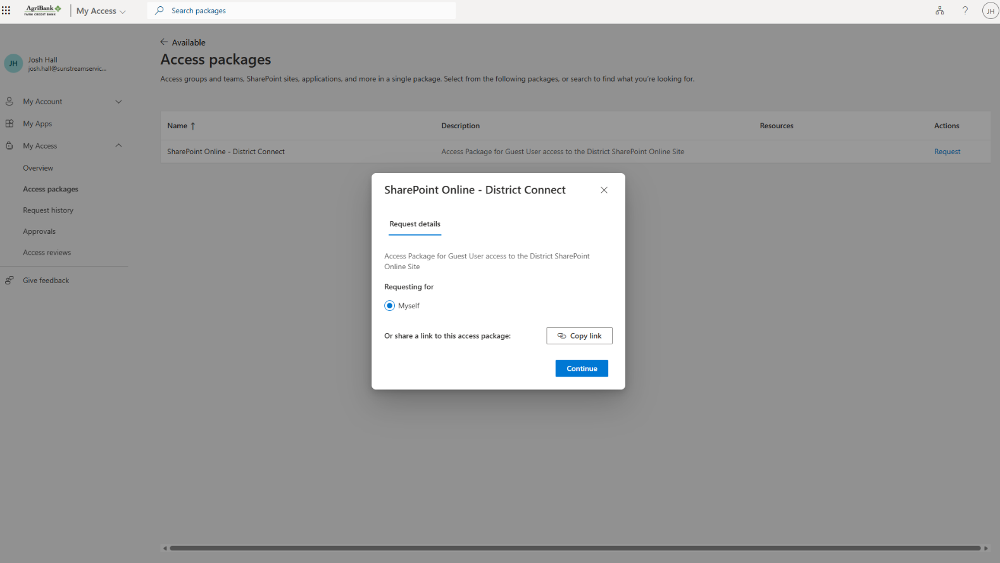 AgriBank
FARM CREDIT BANK
My Access
Search packages
?
JH
JH
Josh Hall
josh.hall@sunstreamservic...
My Account
My Apps
My Access
Overview
Access packages
Request history
Approvals
Access reviews
Give feedback
Available
Access packages
Access groups and teams, SharePoint sites, applications, and more in a single package. Select from the following packages, or search to find what you're looking for.
Name ↑ Description Resources Actions
SharePoint Online - District Connect Access Package for Guest User access to the District SharePoint Online Site Request
SharePoint Online - District Connect
Request details
Access Package for Guest User access to the District SharePoint
Online Site
Requesting for
Myself
Or share a link to this access package: Copy link
Continue